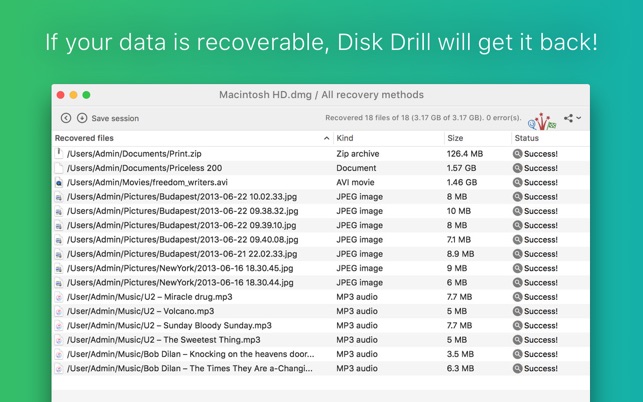 If your data is recoverable, Disk Drill will get it back!
Macintosh HD.dmg / All recovery methods
Save session Recovered 18 files of 18 (3.17 GB of 3.17 GB). 0 error(s).
Recovered files Kind Size Status
/Users/Admin/Documents/Print.zip Zip archive 126.4 MB Success!
/Users/Admin/Documents/Priceless 200 Document 1.57 GB Success!
/Users/Admin/Movies/freedom_writers.avi AVI movie 1.46 GB Success!
/Users/Admin/Pictures/Budapest/2013-06-22 10.02.33.jpg JPEG image 8 MB Success!
/Users/Admin/Pictures/Budapest/2013-06-22 09.38.32.jpg JPEG image 10 MB Success!
/Users/Admin/Pictures/Budapest/2013-06-22 09.39.10.jpg JPEG image 8 MB Success!
/Users/Admin/Pictures/Budapest/2013-06-22 09.40.08.jpg JPEG image 7.1 MB Success!
/Users/Admin/Pictures/Budapest/2013-06-21 22.02.33.jpg JPEG image 8.9 MB Success!
/Users/Admin/Pictures/NewYork/2013-06-16 18.30.45.jpg JPEG image 9 MB Success!
/Users/Admin/Pictures/NewYork/2013-06-16 18.30.44.jpg JPEG image 6 MB Success!
/User/Admin/Music/U2 – Miracle drug.mp3 MP3 audio 7.7 MB Success!
/User/Admin/Music/U2 – Volcano.mp3 MP3 audio 5 MB Success!
/User/Admin/Music/U2 – Sunday Bloody Sunday.mp3 MP3 audio 7.7 MB Success!
/User/Admin/Music/U2 – The Sweetest Thing.mp3 MP3 audio 5 MB Success!
/User/Admin/Music/Bob Dilan – Knocking on the heavens door... MP3 audio 3.5 MB Success!
/User/Admin/Music/Bob Dilan – The Times They Are a-Changi... MP3 audio 6.3 MB Success!